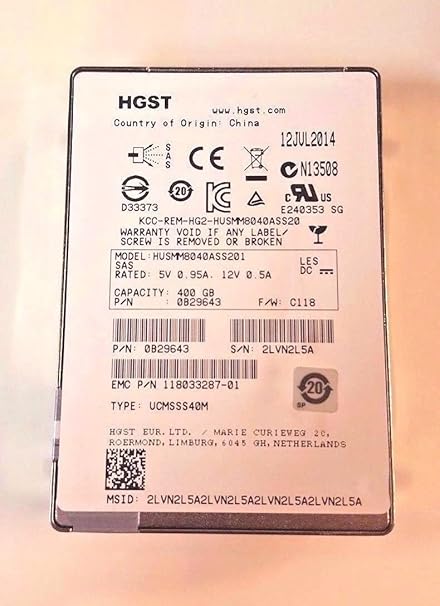 HGST
www.hgst.com
Country of Origin: China
12JUL2014
SAS
CE
N13508
D33373
20
c US
E240353 SG
KCC-REM-HG2-HUSMM8040ASS20
WARRANTY VOID IF ANY LABEL/
SCREW IS REMOVED OR BROKEN
MODEL: HUSMM8040ASS201
LES
SAS
DC
RATED: 5V 0.95A. 12V 0.5A
CAPACITY: 400 GB
P/N : 0B29643 F/W: C118
P/N: 0B29643 S/N: 2LVN2L5A
EMC P/N 118033287-01
20
SP
TYPE: UCMSSS40M
HGST EUR.LTD. / MARIE CURIEWEG 20,
ROERMOND, LIMBURG, 6045 GH, NETHERLANDS
MSID: 2LVN2L5A2LVN2L5A2LVN2L5A2LVN2L5A